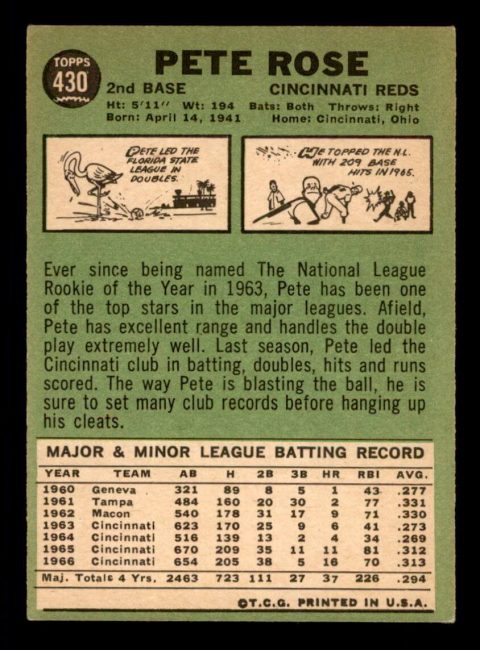 TOPPS
430
PETE ROSE
2nd BASE CINCINNATI REDS
Ht: 5'11" Wt: 194 Bats: Both Throws: Right
Born: April 14, 1941 Home: Cincinnati, Ohio
PETE LED THE
FLORIDA STATE
LEAGUE IN
DOUBLES.
HE TOPPED THE N.L.
WITH 209 BASE
HITS IN 1965.
Ever since being named The National League
Rookie of the Year in 1963, Pete has been one
of the top stars in the major leagues. Afield,
Pete has excellent range and handles the double
play extremely well. Last season, Pete led the
Cincinnati club in batting, doubles, hits and runs
scored. The way Pete is blasting the ball, he is
sure to set many club records before hanging up
his cleats.
MAJOR & MINOR LEAGUE BATTING RECORD
YEAR TEAM AB H 2B 3B HR RBI AVG.
1960 Geneva 321 89 8 5 1 43 .277
1961 Tampa 484 160 20 30 2 77 .331
1962 Macon 540 178 31 17 9 71 .330
1963 Cincinnati 623 170 25 9 6 41 .273
1964 Cincinnati 516 139 13 2 4 34 .269
1965 Cincinnati 670 209 35 11 11 81 .312
1966 Cincinnati 654 205 38 5 16 70 .313
Maj. Totals 4 Yrs. 2463 723 111 27 37 226 .294
©T.C.G. PRINTED IN U.S.A.